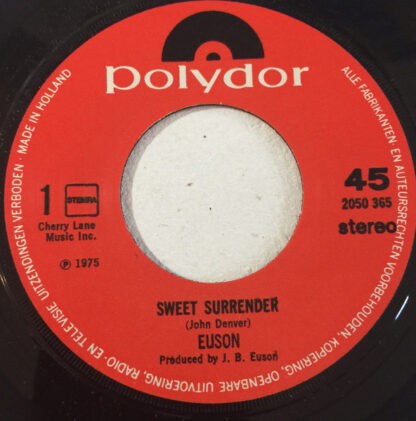 polydor
ALLE FABRIKANTEN- EN AUTEURSRECHTEN VOORBEHOUDEN. KOPIERING, OPENBARE UITVOERING, RADIO- EN TELEVISIE UITZENDINGEN VERBODEN · MADE IN HOLLAND
1
STEMRA
45
2050 365
Cherry Lane
Music Inc.
stereo
℗ 1975
SWEET SURRENDER
(John Denver)
EUSON
Produced by J. B. Euson